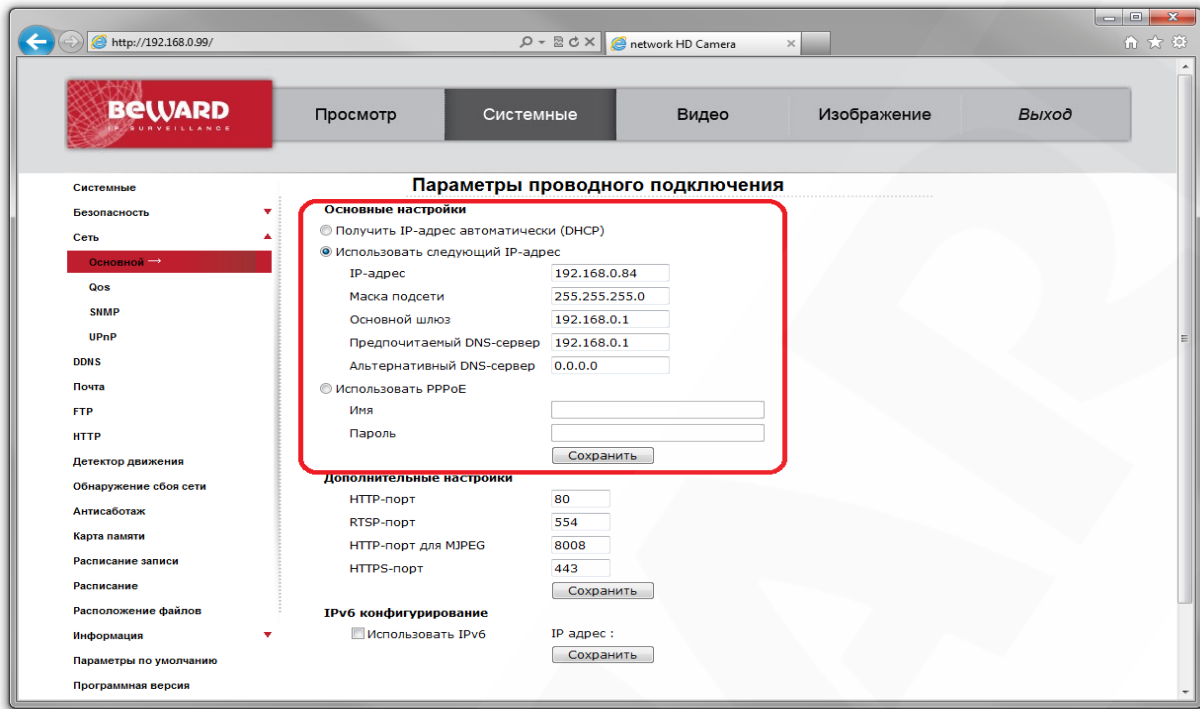 http://192.168.0.99/
network HD Camera
BEWARD
IP SURVEILLANCE
Просмотр
Системные
Видео
Изображение
Выход
Системные
Безопасность
Сеть
Основной →
Qos
SNMP
UPnP
DDNS
Почта
FTP
HTTP
Детектор движения
Обнаружение сбоя сети
Антисаботаж
Карта памяти
Расписание записи
Расписание
Расположение файлов
Информация
Параметры по умолчанию
Программная версия
Параметры проводного подключения
Основные настройки
Получить IP-адрес автоматически (DHCP)
Использовать следующий IP-адрес
IP-адрес 192.168.0.84
Маска подсети 255.255.255.0
Основной шлюз 192.168.0.1
Предпочитаемый DNS-сервер 192.168.0.1
Альтернативный DNS-сервер 0.0.0.0
Использовать PPPoE
Имя
Пароль
Сохранить
Дополнительные настройки
HTTP-порт 80
RTSP-порт 554
HTTP-порт для MJPEG 8008
HTTPS-порт 443
Сохранить
IPv6 конфигурирование
Использовать IPv6 IP адрес :
Сохранить